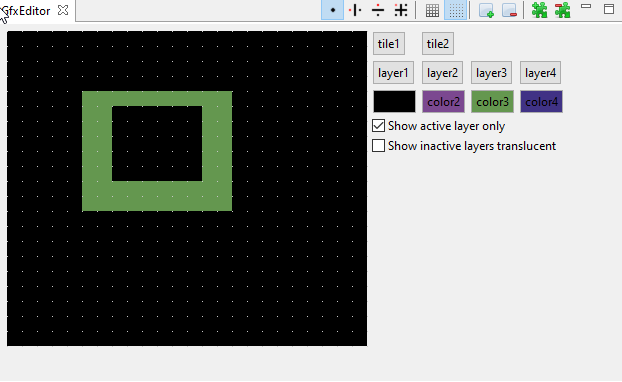 GfxEditor
tile1 tile2
layer1 layer2 layer3 layer4
color2 color3 color4
Show active layer only
Show inactive layers translucent